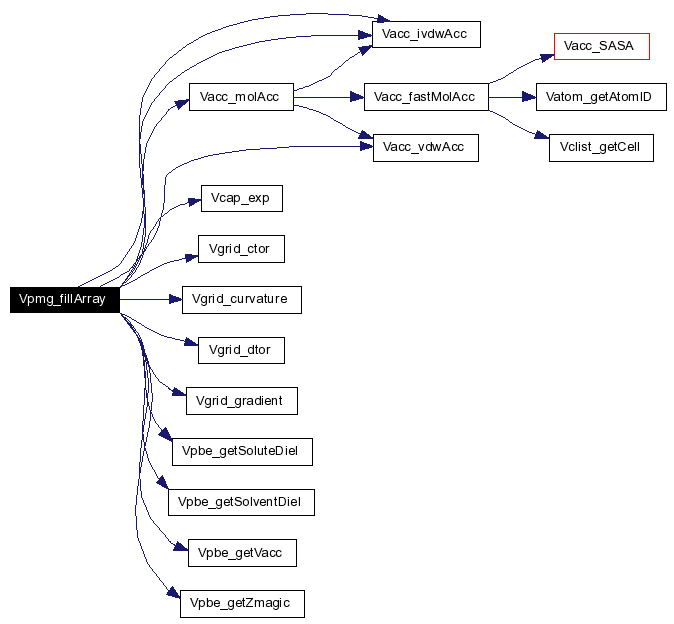 Vacc_ivdwAcc
Vacc_SASA
Vacc_molAcc
Vacc_fastMolAcc
Vatom_getAtomID
Vacc_vdwAcc
Vclist_getCell
Vcap_exp
Vgrid_ctor
Vpmg_fillArray
Vgrid_curvature
Vgrid_dtor
Vgrid_gradient
Vpbe_getSoluteDiel
Vpbe_getSolventDiel
Vpbe_getVacc
Vpbe_getZmagic